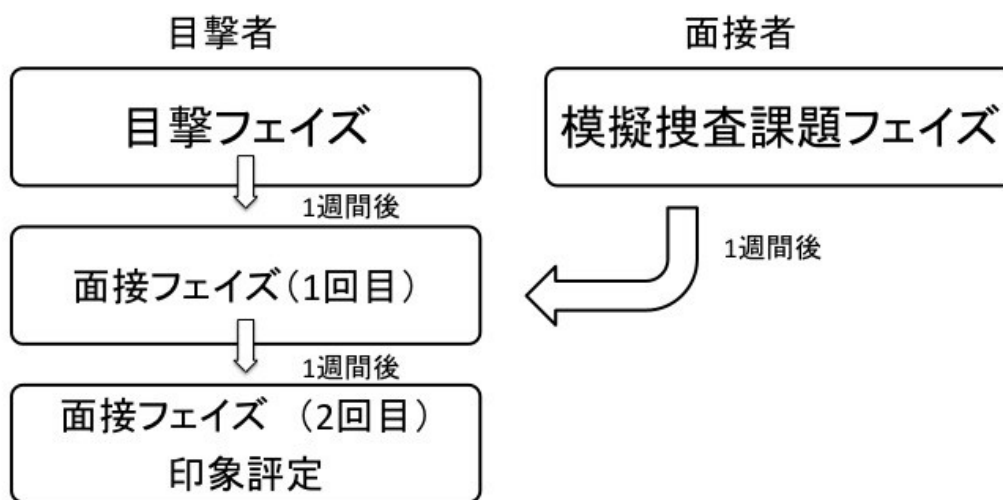 目撃者
面接者
目撃フェイズ
模擬捜査課題フェイズ
1週間後
1週間後
面接フェイズ(1回目)
1週間後
面接フェイズ (2回目)
印象評定